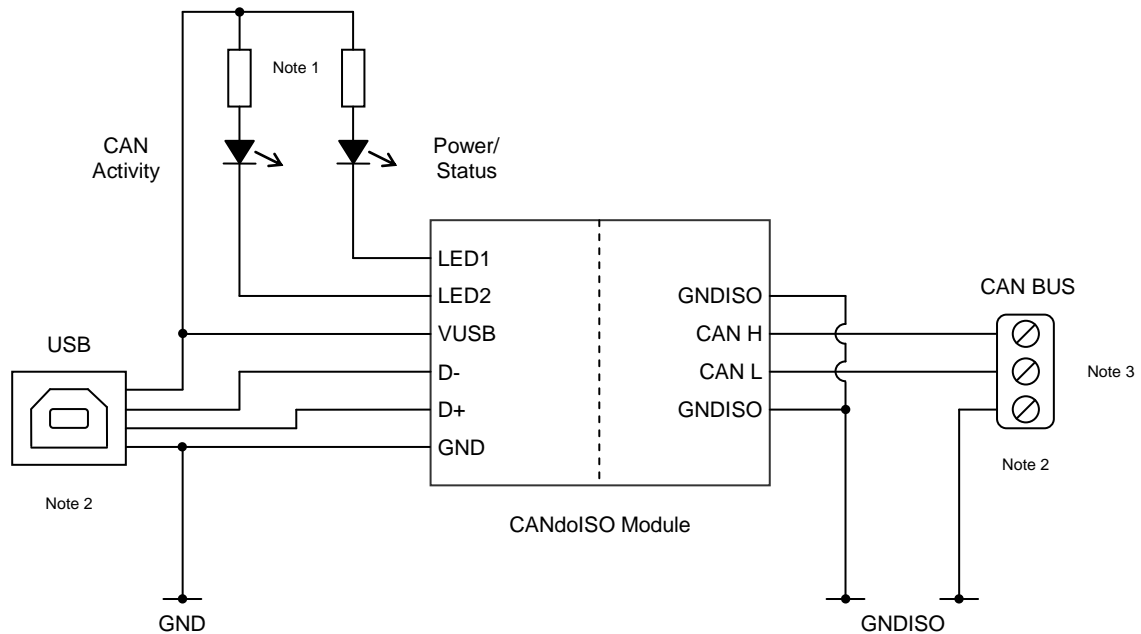 Note 1
CAN
Activity
Power/
Status
LED1
LED2
GNDISO
CAN BUS
VUSB
CAN H
USB
D-
CAN L
Note 3
D+
GNDISO
GND
Note 2
Note 2
CANdoISO Module
GND
GNDISO